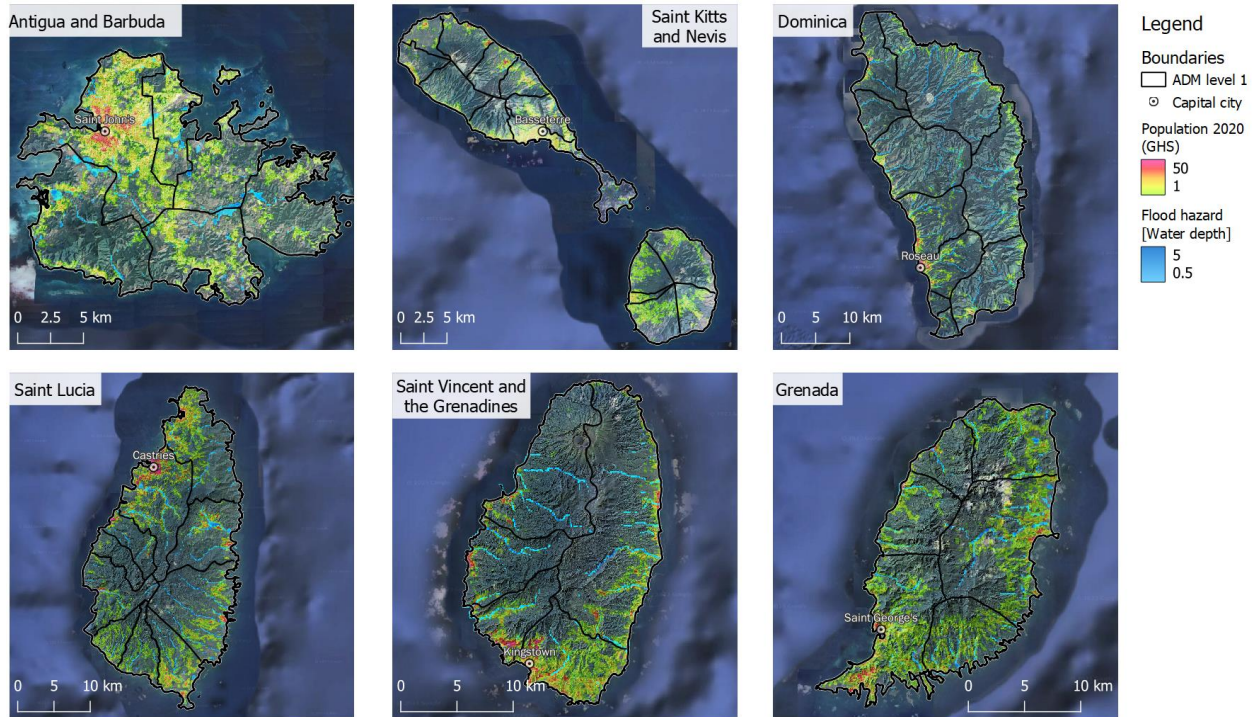 Antigua and Barbuda
Saint John's
0 2.5 5 km
Saint Kitts
and Nevis
Basseterre
0 2.5 5 km
Dominica
Roseau
0 5 10 km
Legend
Boundaries
ADM level 1
Capital city
Population 2020
(GHS)
50
1
Flood hazard
[Water depth]
5
0.5
Saint Lucia
Castries
0 5 10 km
Saint Vincent and
the Grenadines
Kingstown
0 5 10 km
Grenada
Saint George's
0 5 10 km